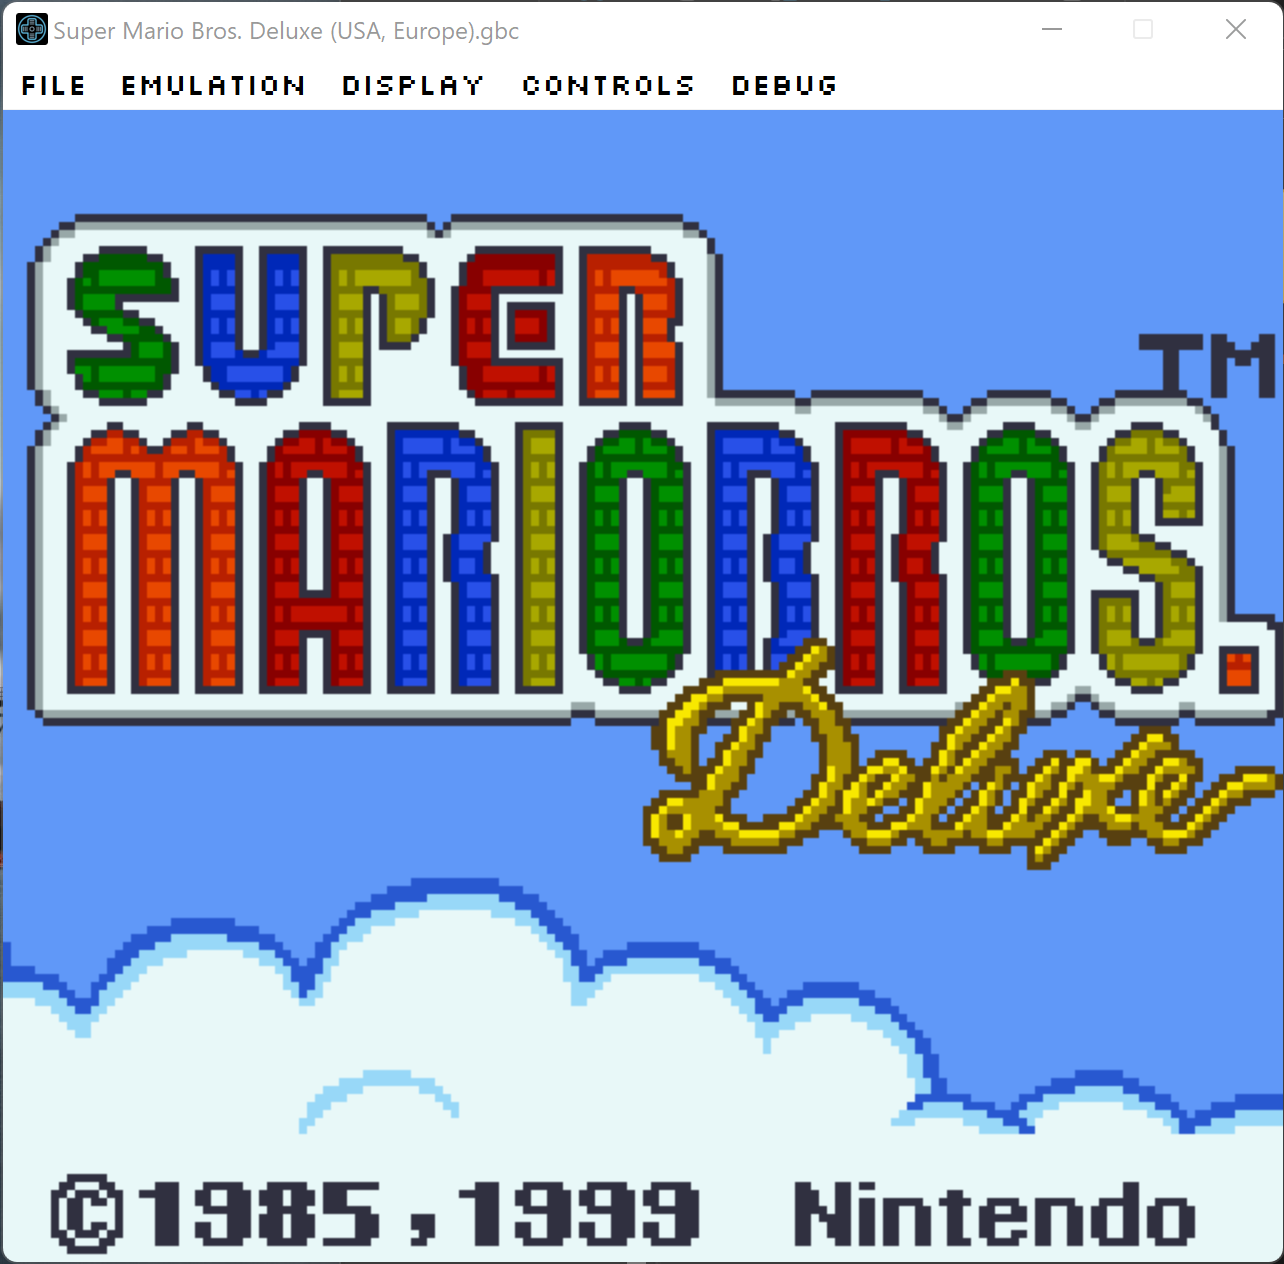 Super Mario Bros. Deluxe (USA, Europe).gbc
FILE EMULATION DISPLAY CONTROLS DEBUG
SUPER
MARIO BROS.
TM
Deluxe
©1985,1999 Nintendo